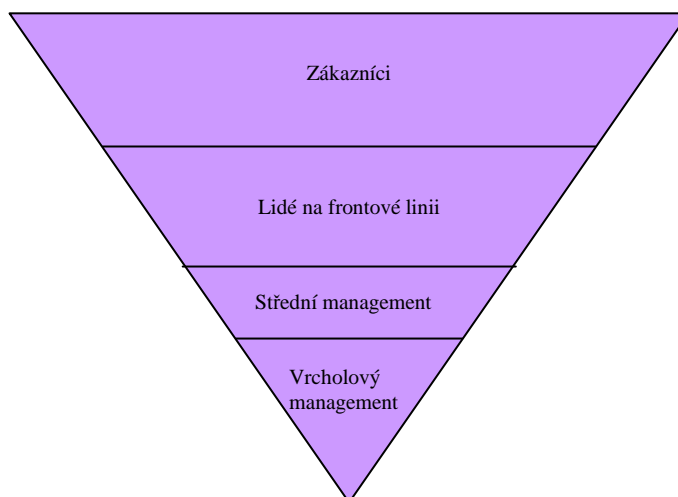 Zákazníci
Lidé na frontové linii
Střední management
Vrcholový
management